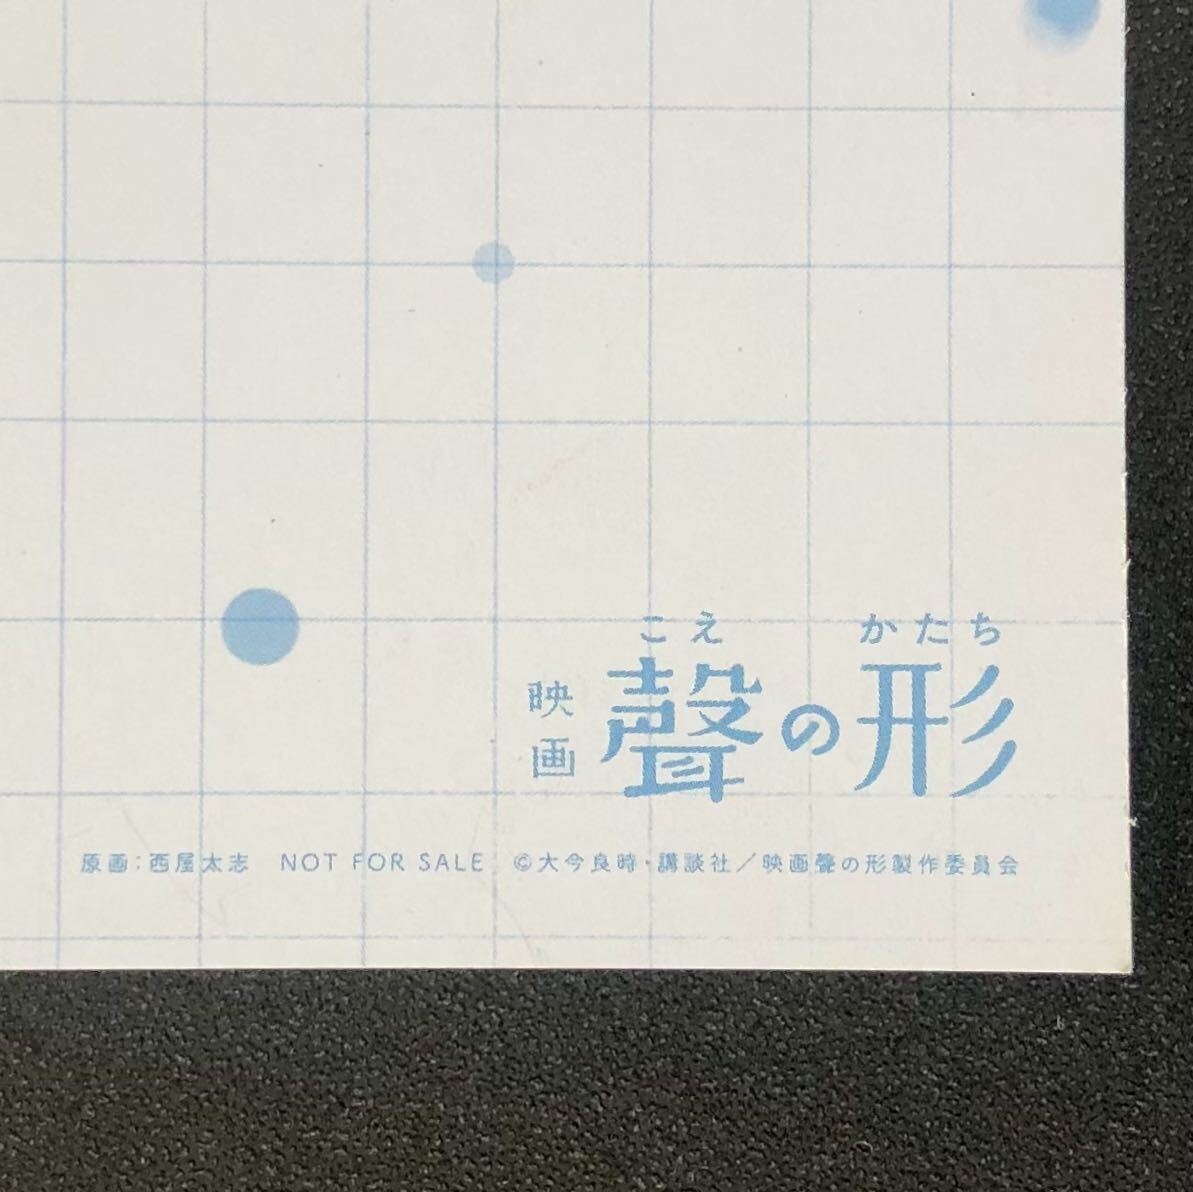 こえ かたち
映画 聲の形
原画：西屋太志 NOT FOR SALE ©大今良時・講談社／映画聲の形製作委員会